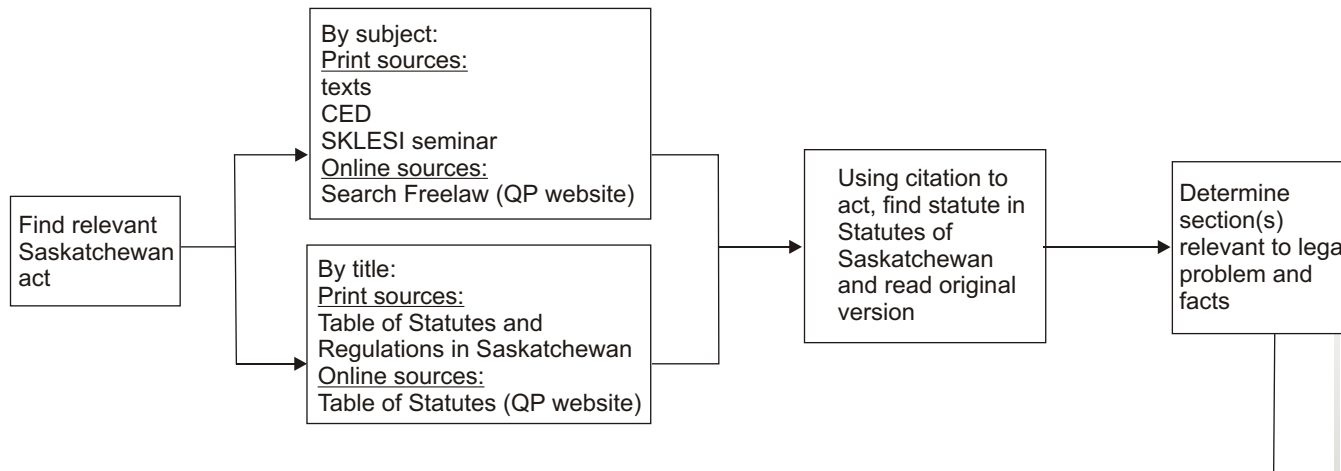 Find relevant
Saskatchewan
act
By subject:
Print sources:
texts
CED
SKLESI seminar
Online sources:
Search Freelaw (QP website)
By title:
Print sources:
Table of Statutes and
Regulations in Saskatchewan
Online sources:
Table of Statutes (QP website)
Using citation to
act, find statute in
Statutes of
Saskatchewan
and read original
version
Determine
section(s)
relevant to lega
problem and
facts